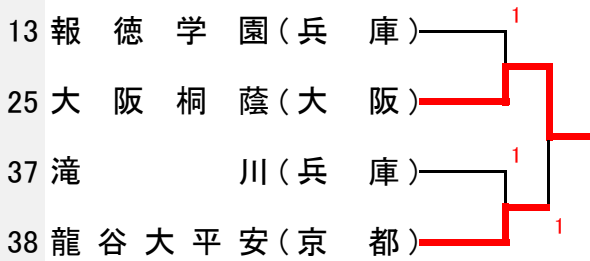 1
13 報徳学園(兵庫)
25 大阪桐蔭(大阪)
1
37 滝川(兵庫)
1
38 龍谷大平安(京都)